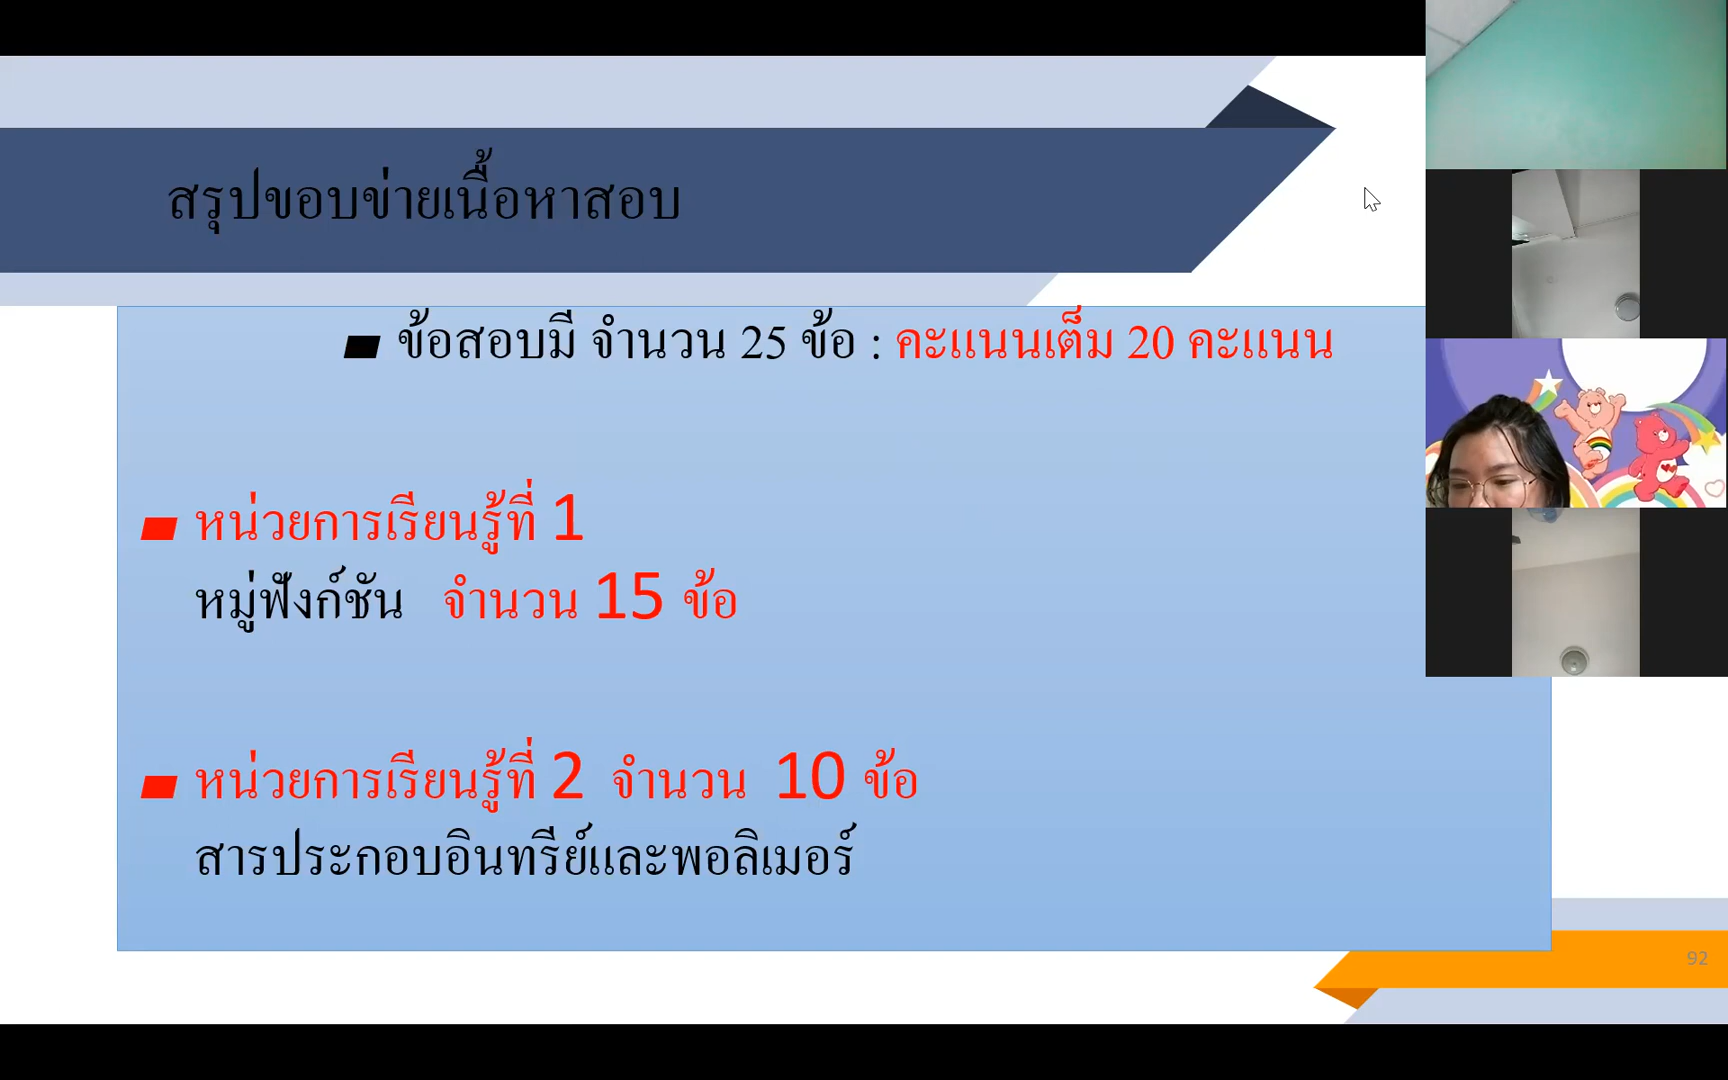 สรุปขอบข่ายเนื้อหาสอบ
ข้อสอบมี จำนวน 25 ข้อ : คะแนนเต็ม 20 คะแนน
หน่วยการเรียนรู้ที่ 1
หมู่ฟังก์ชัน จำนวน 15 ข้อ
หน่วยการเรียนรู้ที่ 2 จำนวน 10 ข้อ
สารประกอบอินทรีย์และพอลิเมอร์
92